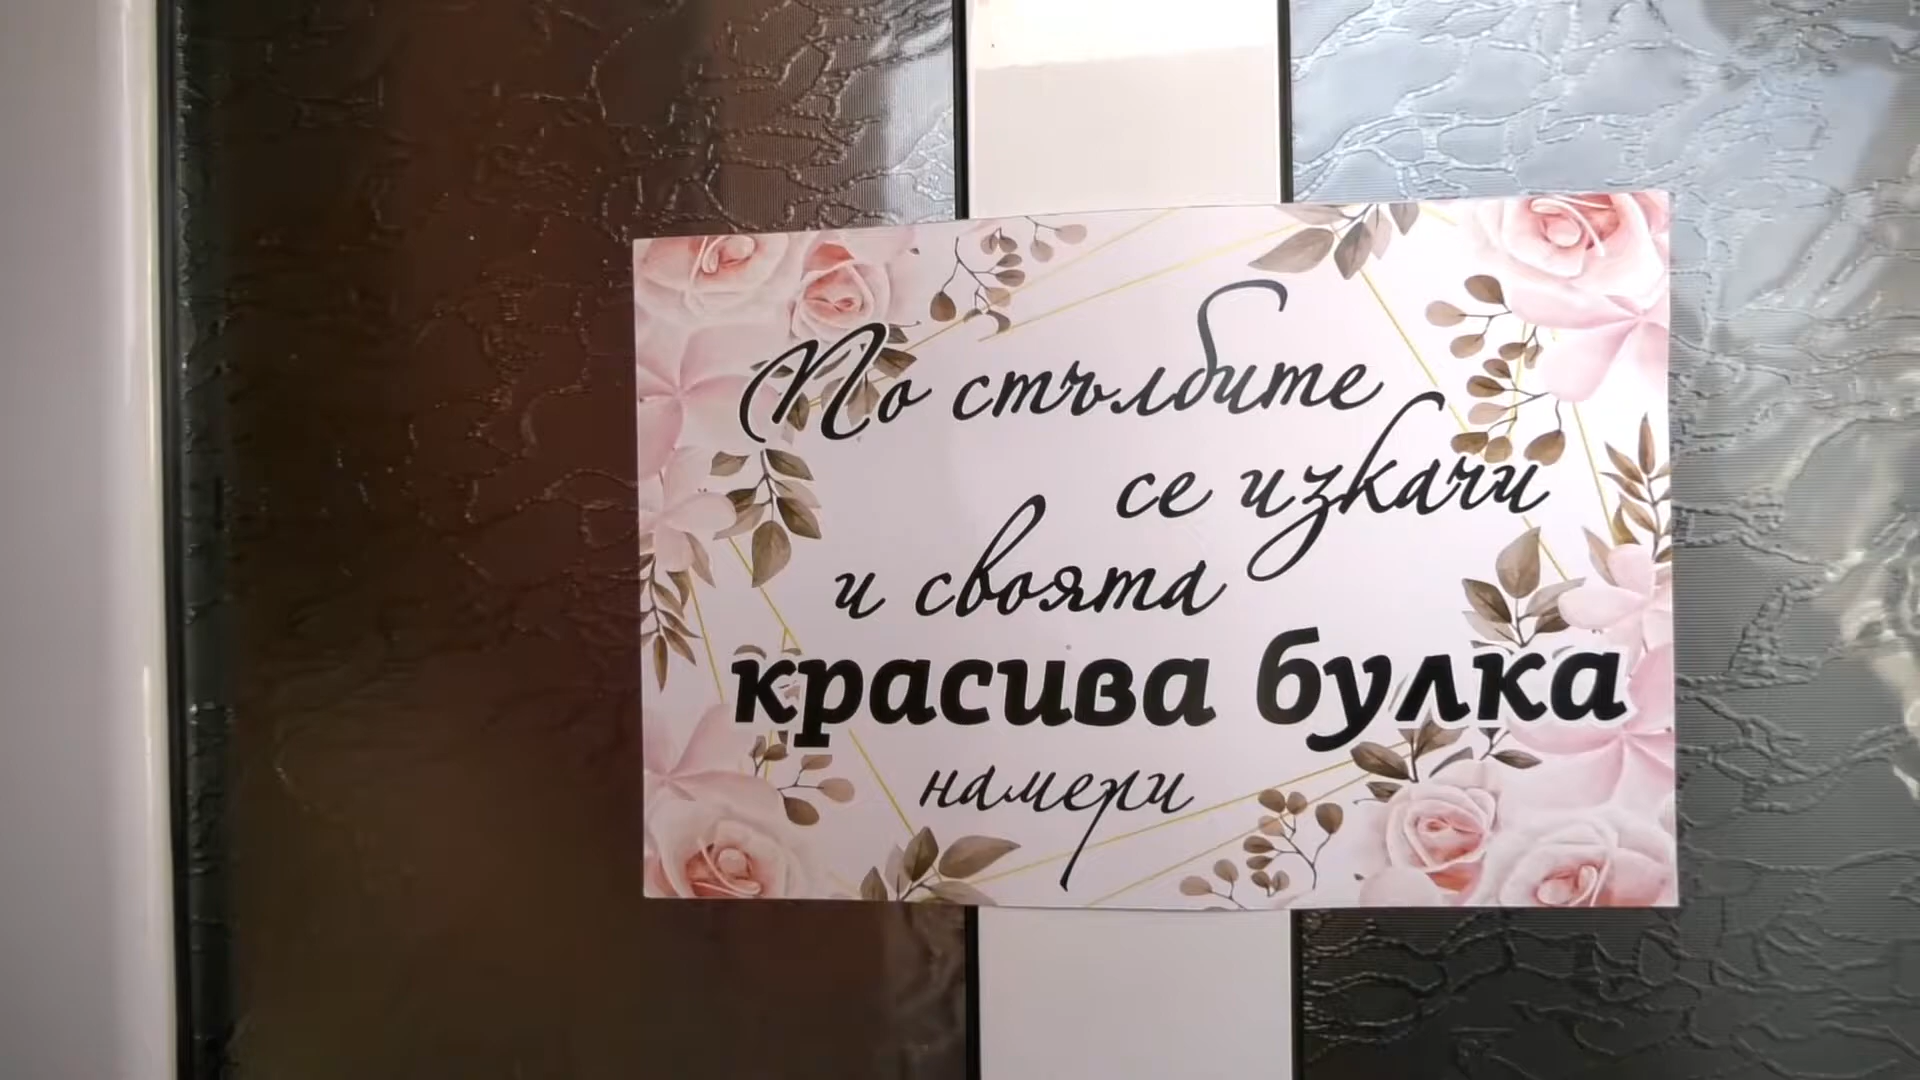 По стълбите
се изкачи
и своята
красива булка
намери